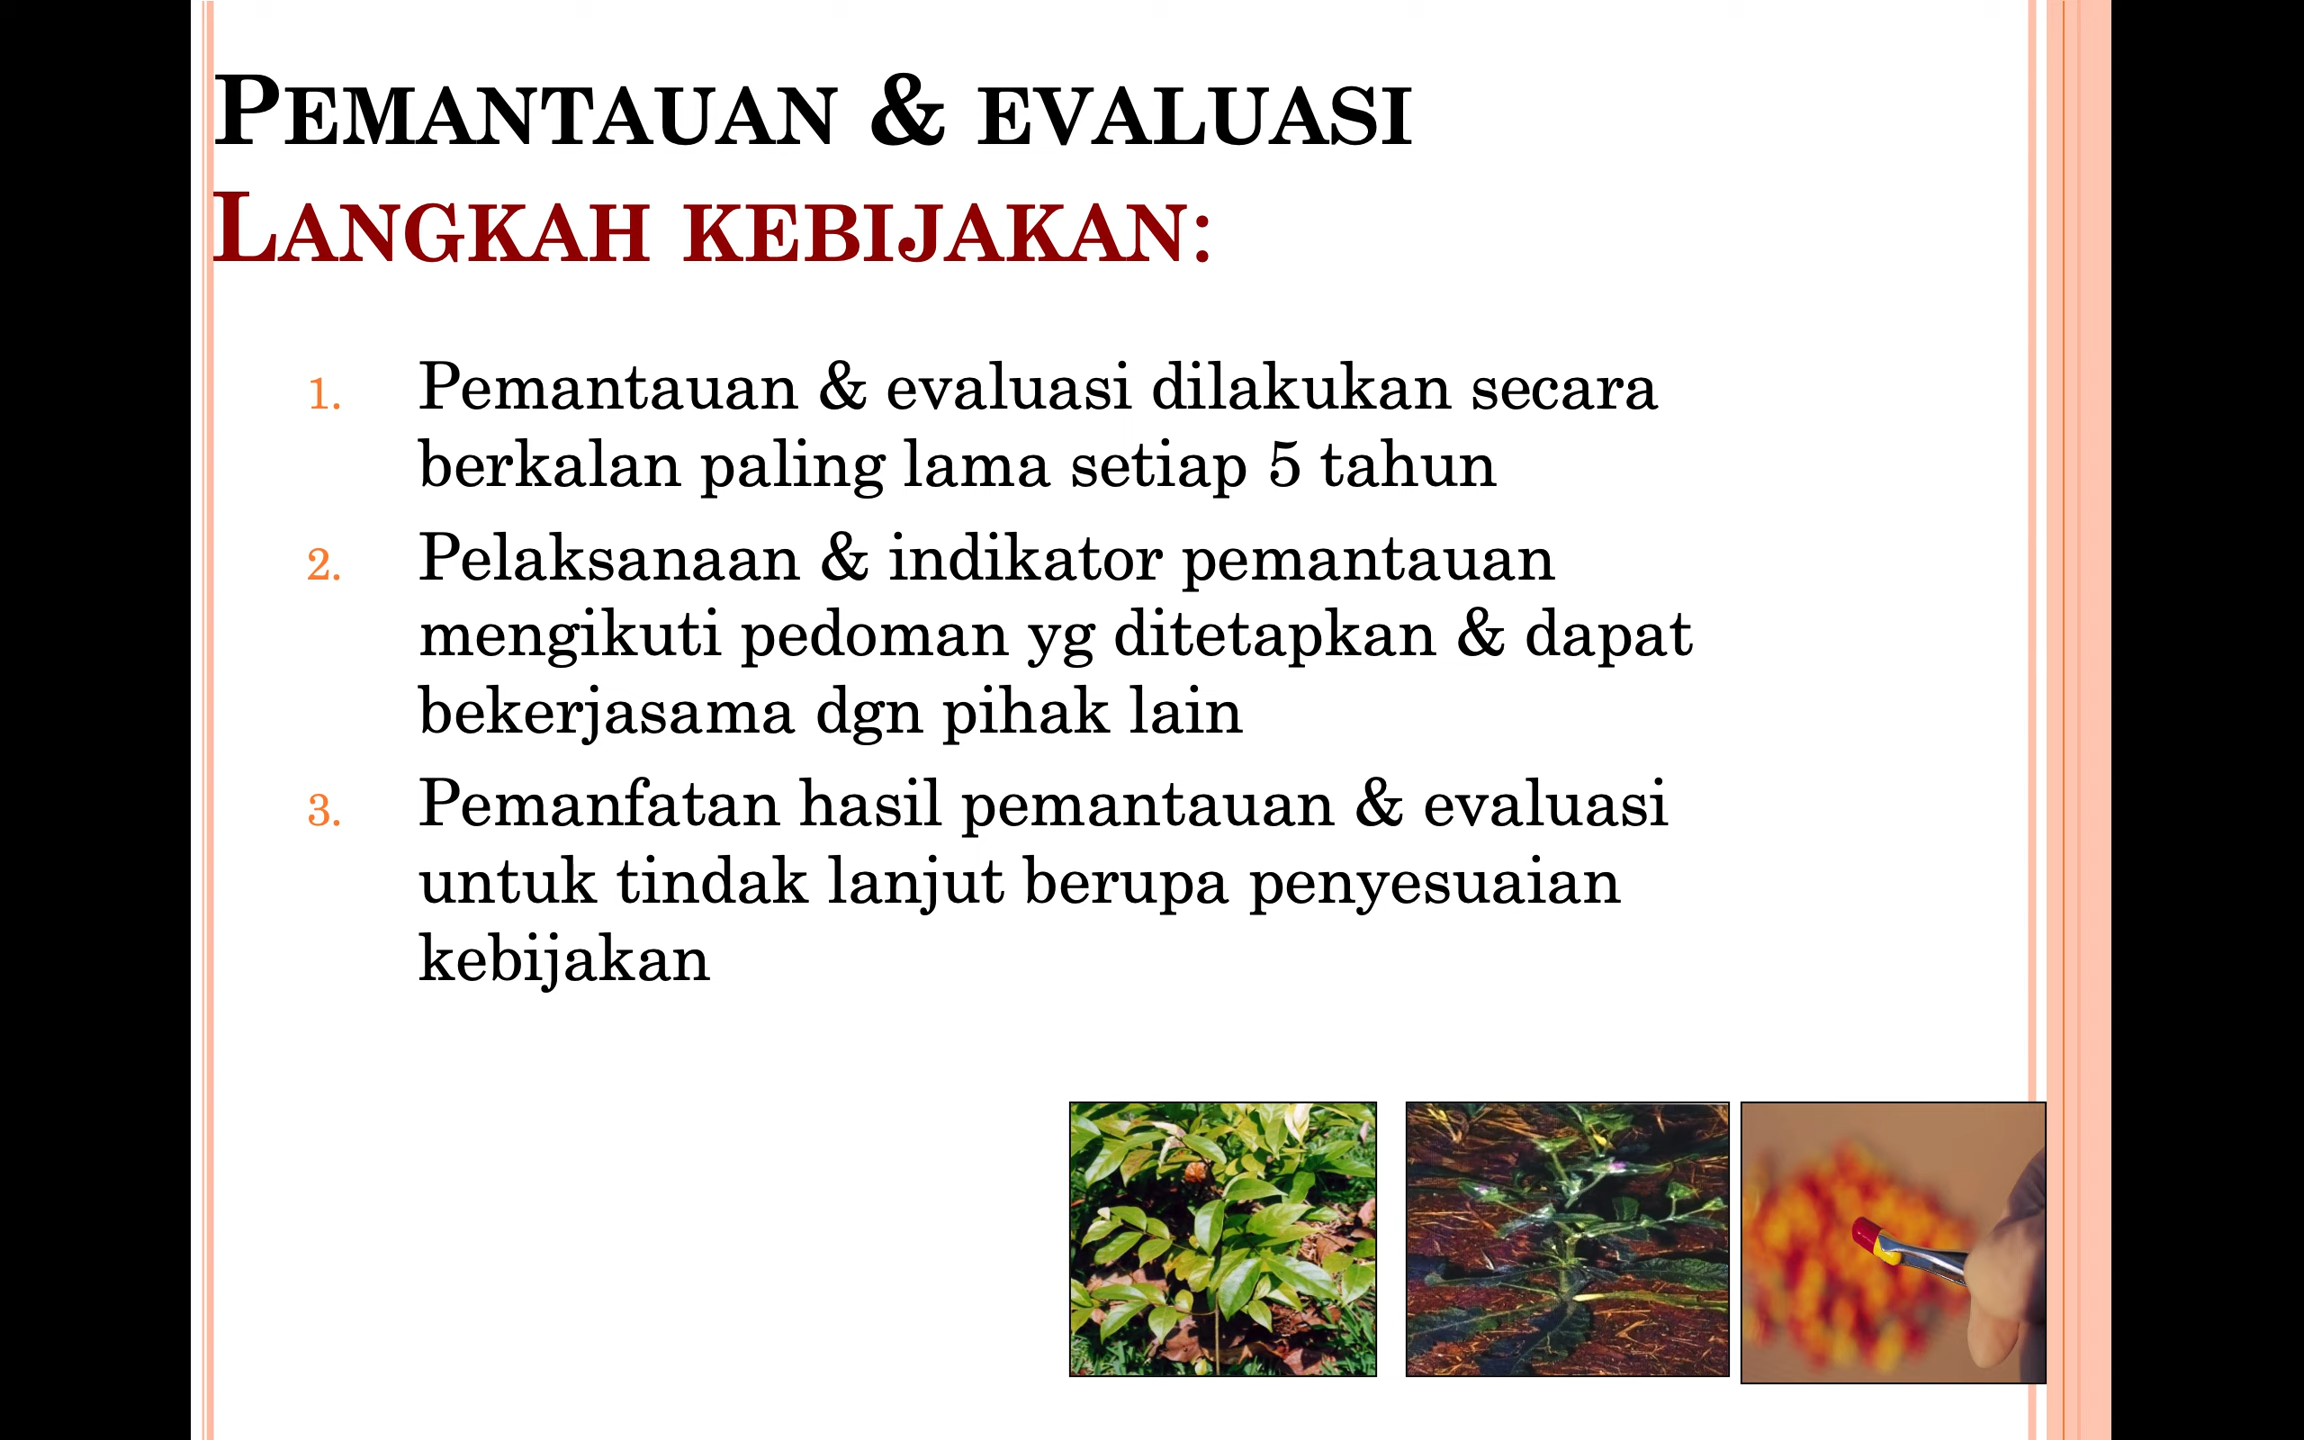 PEMANTAUAN & EVALUASI
LANGKAH KEBIJAKAN:
1. Pemantauan & evaluasi dilakukan secara
berkalan paling lama setiap 5 tahun
2. Pelaksanaan & indikator pemantauan
mengikuti pedoman yg ditetapkan & dapat
bekerjasama dgn pihak lain
3. Pemanfatan hasil pemantauan & evaluasi
untuk tindak lanjut berupa penyesuaian
kebijakan